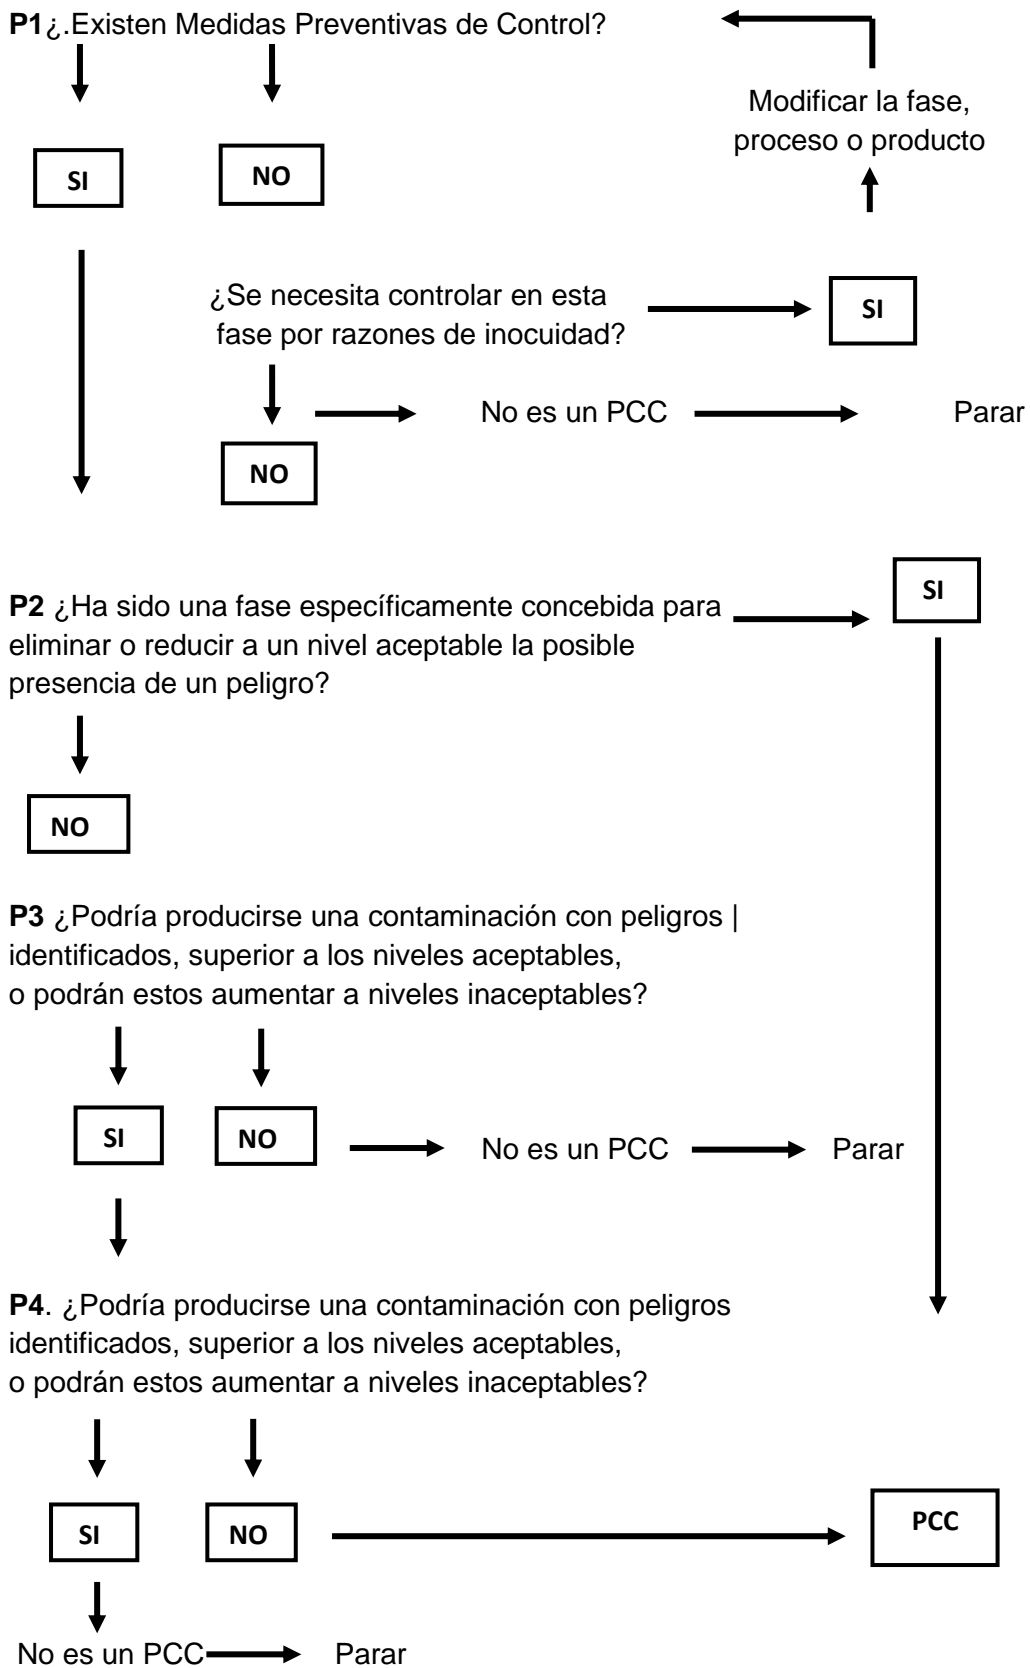 P1¿.Existen Medidas Preventivas de Control?
Modificar la fase,
proceso o producto
SI
NO
¿Se necesita controlar en esta
fase por razones de inocuidad?
SI
No es un PCC
Parar
NO
SI
P2 ¿Ha sido una fase específicamente concebida para
eliminar o reducir a un nivel aceptable la posible
presencia de un peligro?
NO
P3 ¿Podría producirse una contaminación con peligros |
identificados, superior a los niveles aceptables,
o podrán estos aumentar a niveles inaceptables?
SI
NO
No es un PCC
Parar
P4. ¿Podría producirse una contaminación con peligros
identificados, superior a los niveles aceptables,
o podrán estos aumentar a niveles inaceptables?
SI
NO
PCC
No es un PCC
Parar